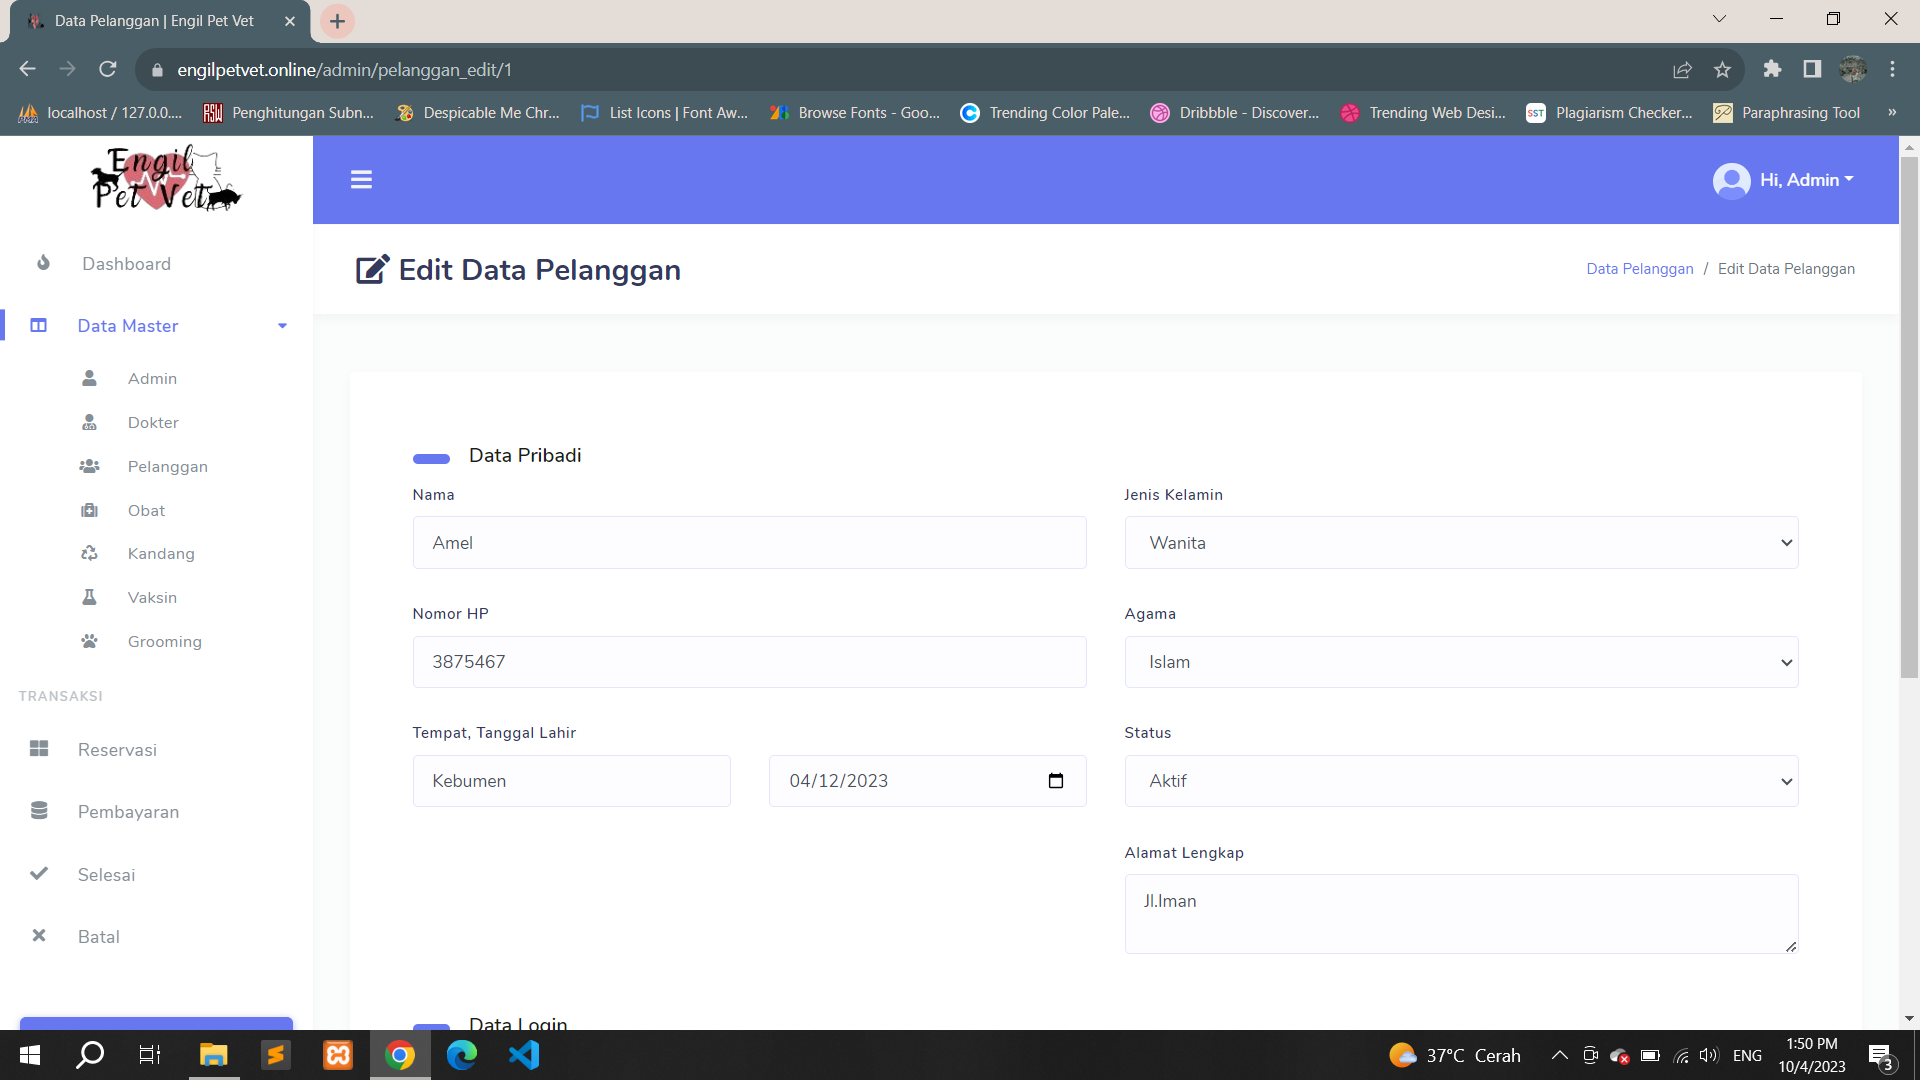 Data Pelanggan | Engil Pet Vet
engilpetvet.online/admin/pelanggan_edit/1
localhost / 127.0.0....
RSW
Penghitungan Subn...
Despicable Me Chr...
List Icons | Font Aw...
Browse Fonts - Goo...
Trending Color Pale...
Dribbble - Discover...
Trending Web Desi...
SST
Plagiarism Checker...
Paraphrasing Tool
»
Engil
Pet Vet
Hi, Admin
Dashboard
Edit Data Pelanggan
Data Pelanggan / Edit Data Pelanggan
Data Master
Admin
Dokter
Pelanggan
Obat
Kandang
Vaksin
Grooming
TRANSAKSI
Reservasi
Pembayaran
Selesai
Batal
Data Pribadi
Nama
Amel
Jenis Kelamin
Wanita
Nomor HP
3875467
Agama
Islam
Tempat, Tanggal Lahir
Kebumen
04/12/2023
Status
Aktif
Alamat Lengkap
Jl.Iman
Data Login
37°C Cerah
ENG
1:50 PM
10/4/2023
3